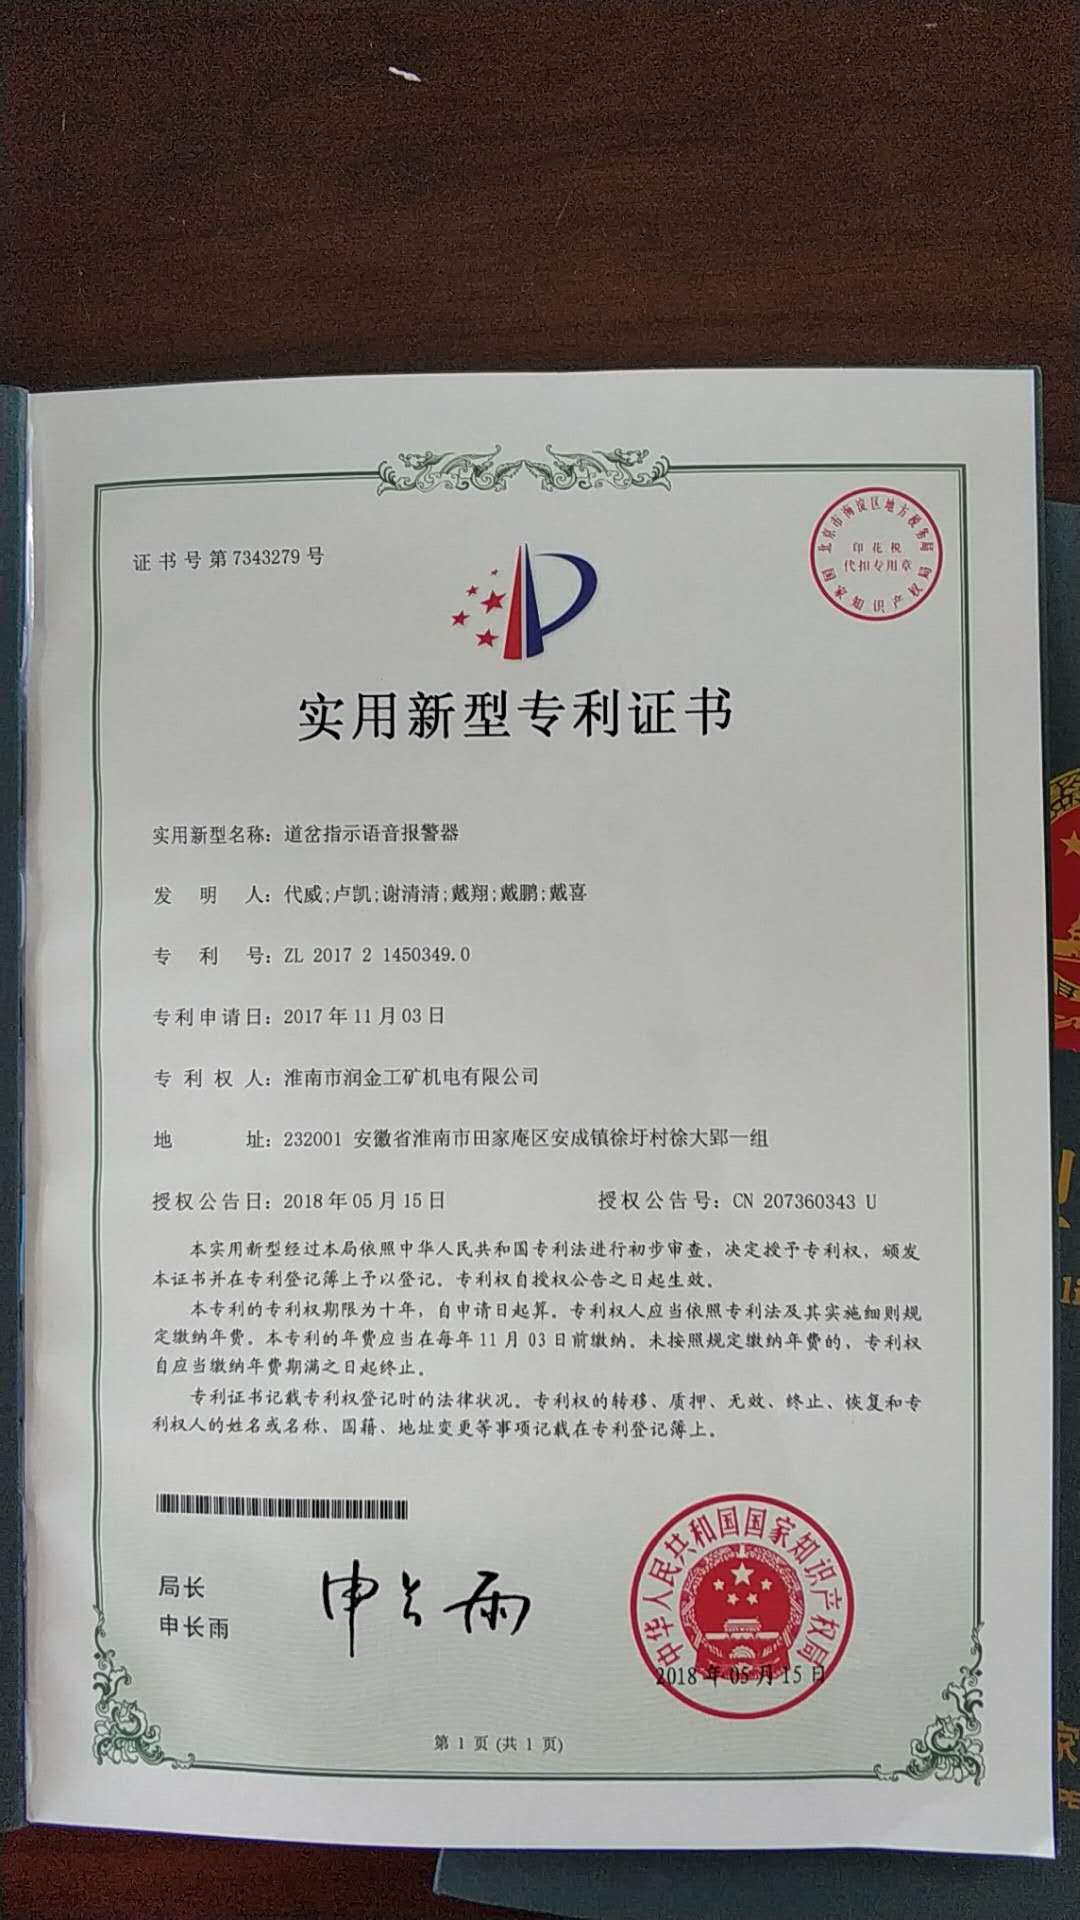 证书号第7343279号
北京市海淀区地方税务局
印花税
代扣专用章
国家知识产权局
实用新型专利证书
实用新型名称：道岔指示语音报警器
发明人：代威;卢凯;谢清清;戴翔;戴鹏;戴喜
专利号：ZL 2017 2 1450349.0
专利申请日：2017年11月03日
专利权人：淮南市润金工矿机电有限公司
地址：232001 安徽省淮南市田家庵区安成镇徐圩村徐大郢一组
授权公告日：2018年05月15日 授权公告号：CN 207360343 U
本实用新型经过本局依照中华人民共和国专利法进行初步审查，决定授予专利权，颁发
本证书并在专利登记簿上予以登记。专利权自授权公告之日起生效。
本专利的专利权期限为十年，自申请日起算。专利权人应当依照专利法及其实施细则规
定缴纳年费。本专利的年费应当在每年11月03日前缴纳。未按照规定缴纳年费的，专利权
自应当缴纳年费期满之日起终止。
专利证书记载专利权登记时的法律状况。专利权的转移、质押、无效、终止、恢复和专
利权人的姓名或名称、国籍、地址变更等事项记载在专利登记簿上。
局长
申长雨
申长雨
中华人民共和国国家知识产权局
2018年05月15日
第1页(共1页)